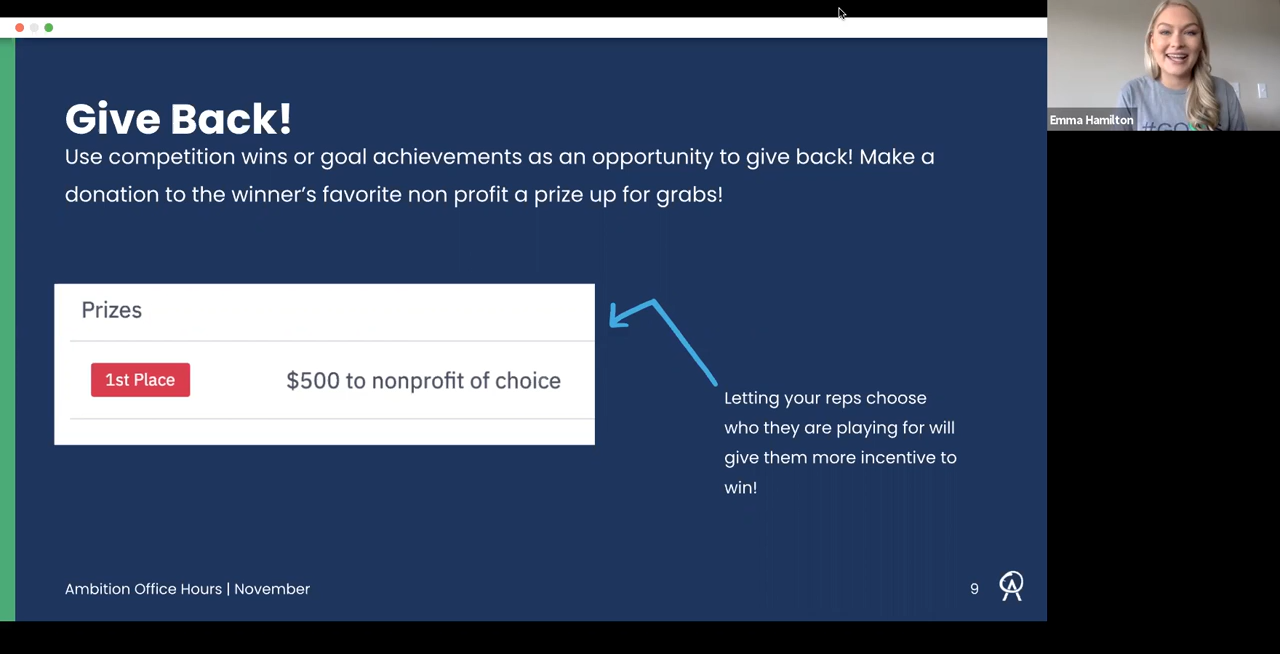 Give Back!
Use competition wins or goal achievements as an opportunity to give back! Make a
donation to the winner's favorite non profit a prize up for grabs!
Prizes
1st Place $500 to nonprofit of choice
Letting your reps choose
who they are playing for will
give them more incentive to
win!
Ambition Office Hours | November
9
Emma Hamilton